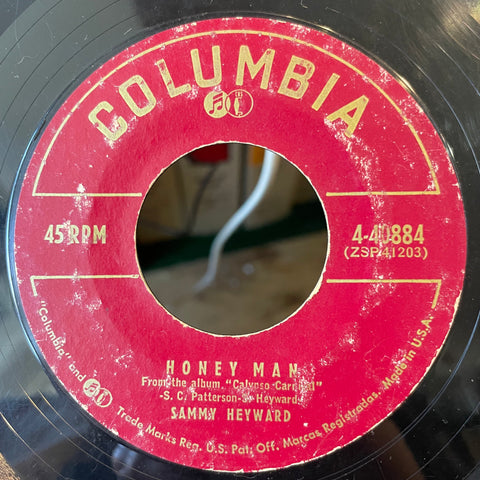 COLUMBIA
45 RPM
4-40884
(ZSP41203)
HONEY MAN
From the album, "Calypso Carnival"
- S. C. Patterson-S. Heyward -
SAMMY HEYWARD
"Columbia" and
Trade Marks Reg. U.S. Pat. Off. Marcas Registradas. Made in U.S.A.